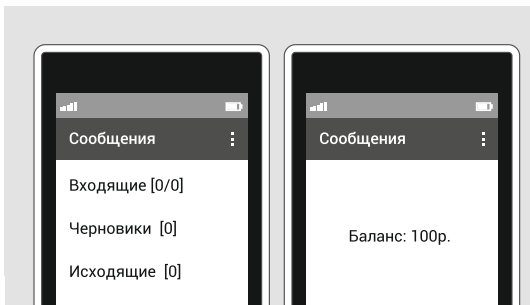 Сообщения
Входящие [0/0]
Черновики [0]
Исходящие [0]
Сообщения
Баланс: 100р.